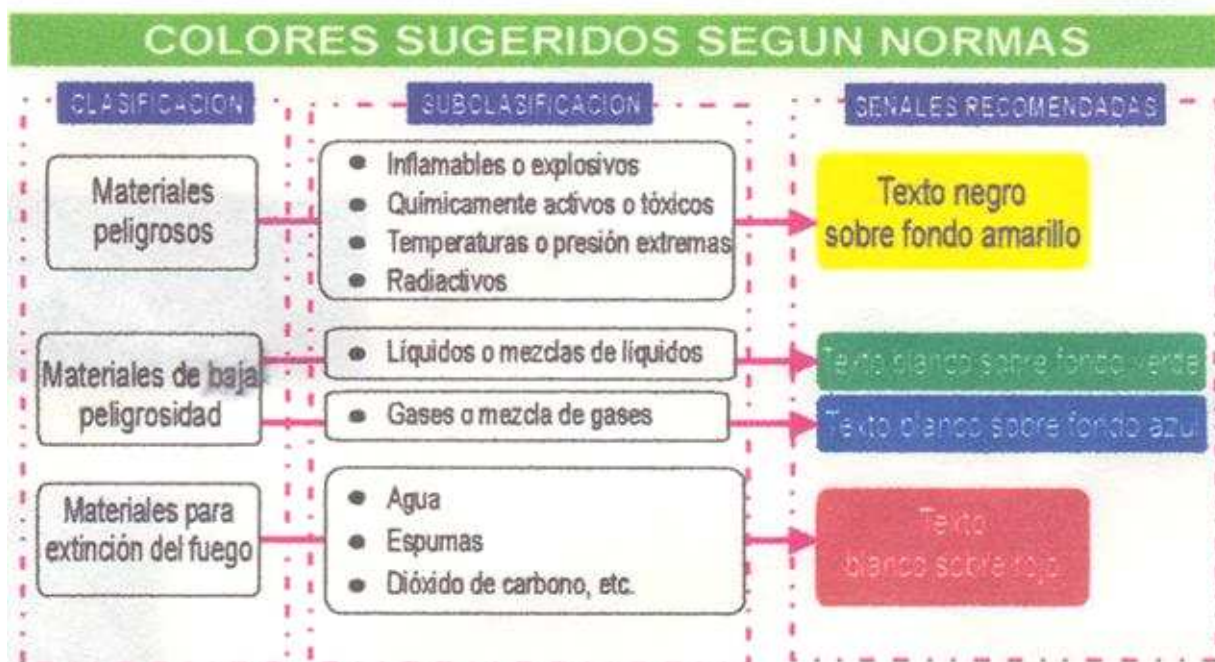 COLORES SUGERIDOS SEGUN NORMAS
CLASIFICACION
SUBCLASIFICACION
SENALES RECOMENDADAS
Materiales
peligrosos
• Inflamables o explosivos
• Químicamente activos o tóxicos
• Temperaturas o presión extremas
• Radiactivos
Texto negro
sobre fondo amarillo
Materiales de baja
peligrosidad
• Líquidos o mezclas de líquidos
Texto blanco sobre fondo verde
• Gases o mezcla de gases
Texto blanco sobre fondo azul
Materiales para
extinción del fuego
• Agua
• Espumas
• Dióxido de carbono, etc.
Texto
blanco sobre rojo